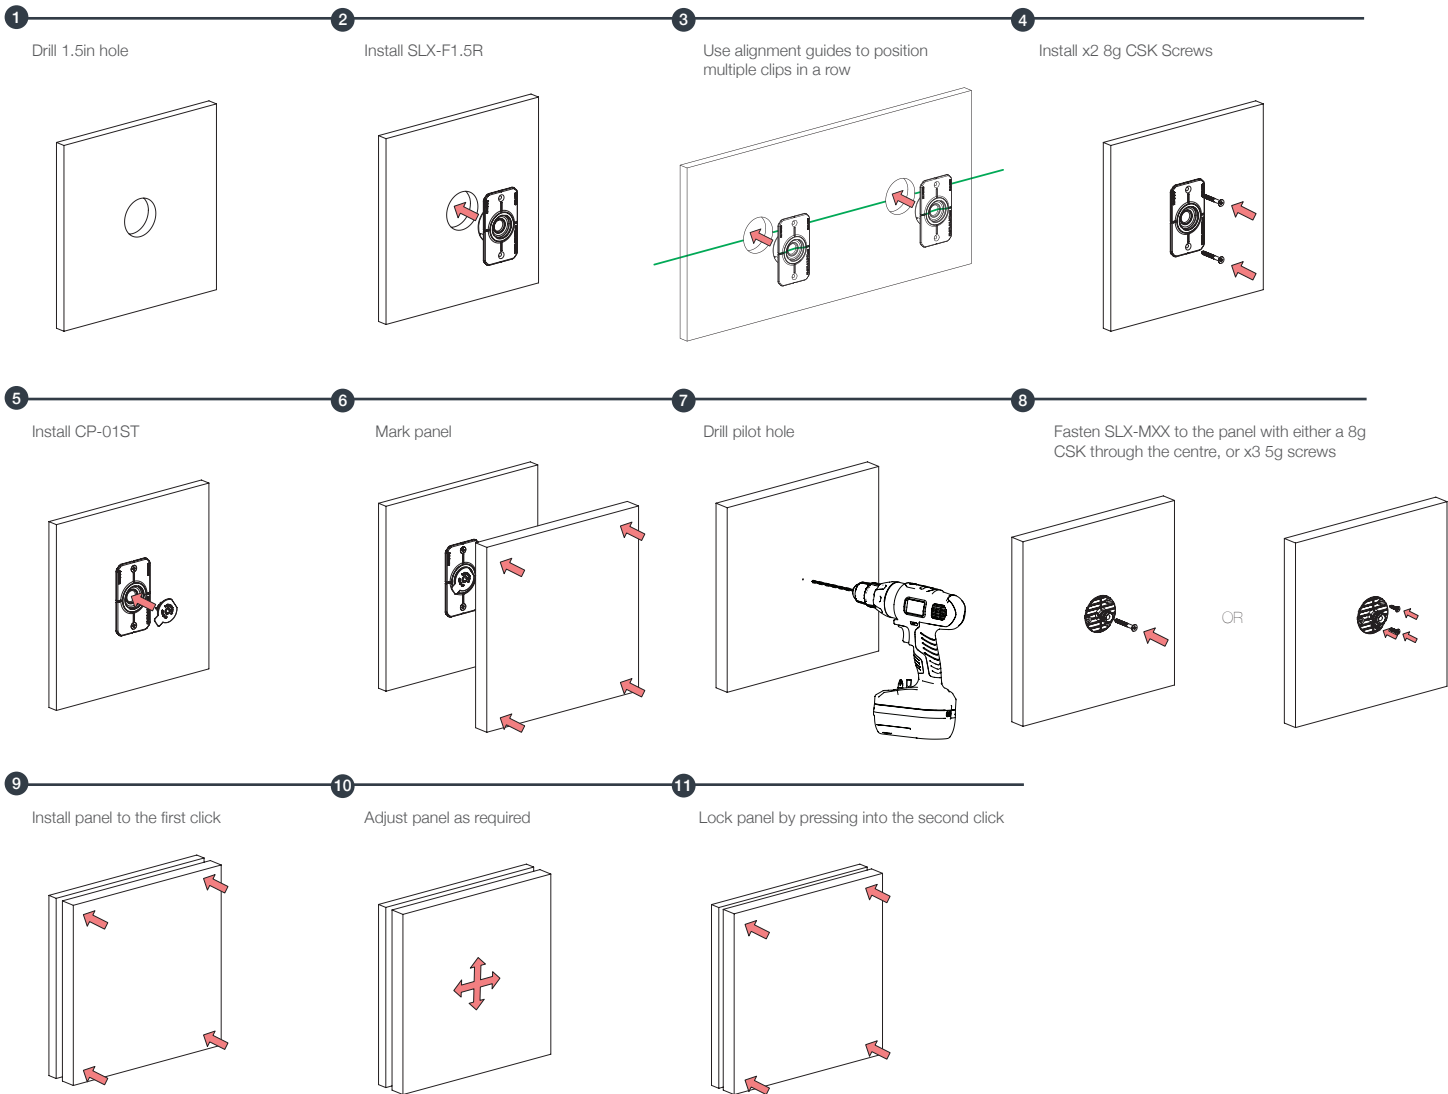 1
Drill 1.5in hole
2
Install SLX-F1.5R
3
Use alignment guides to position
multiple clips in a row
4
Install x2 8g CSK Screws
5
Install CP-01ST
6
Mark panel
7
Drill pilot hole
8
Fasten SLX-MXX to the panel with either a 8g
CSK through the centre, or x3 5g screws
OR
9
Install panel to the first click
10
Adjust panel as required
11
Lock panel by pressing into the second click